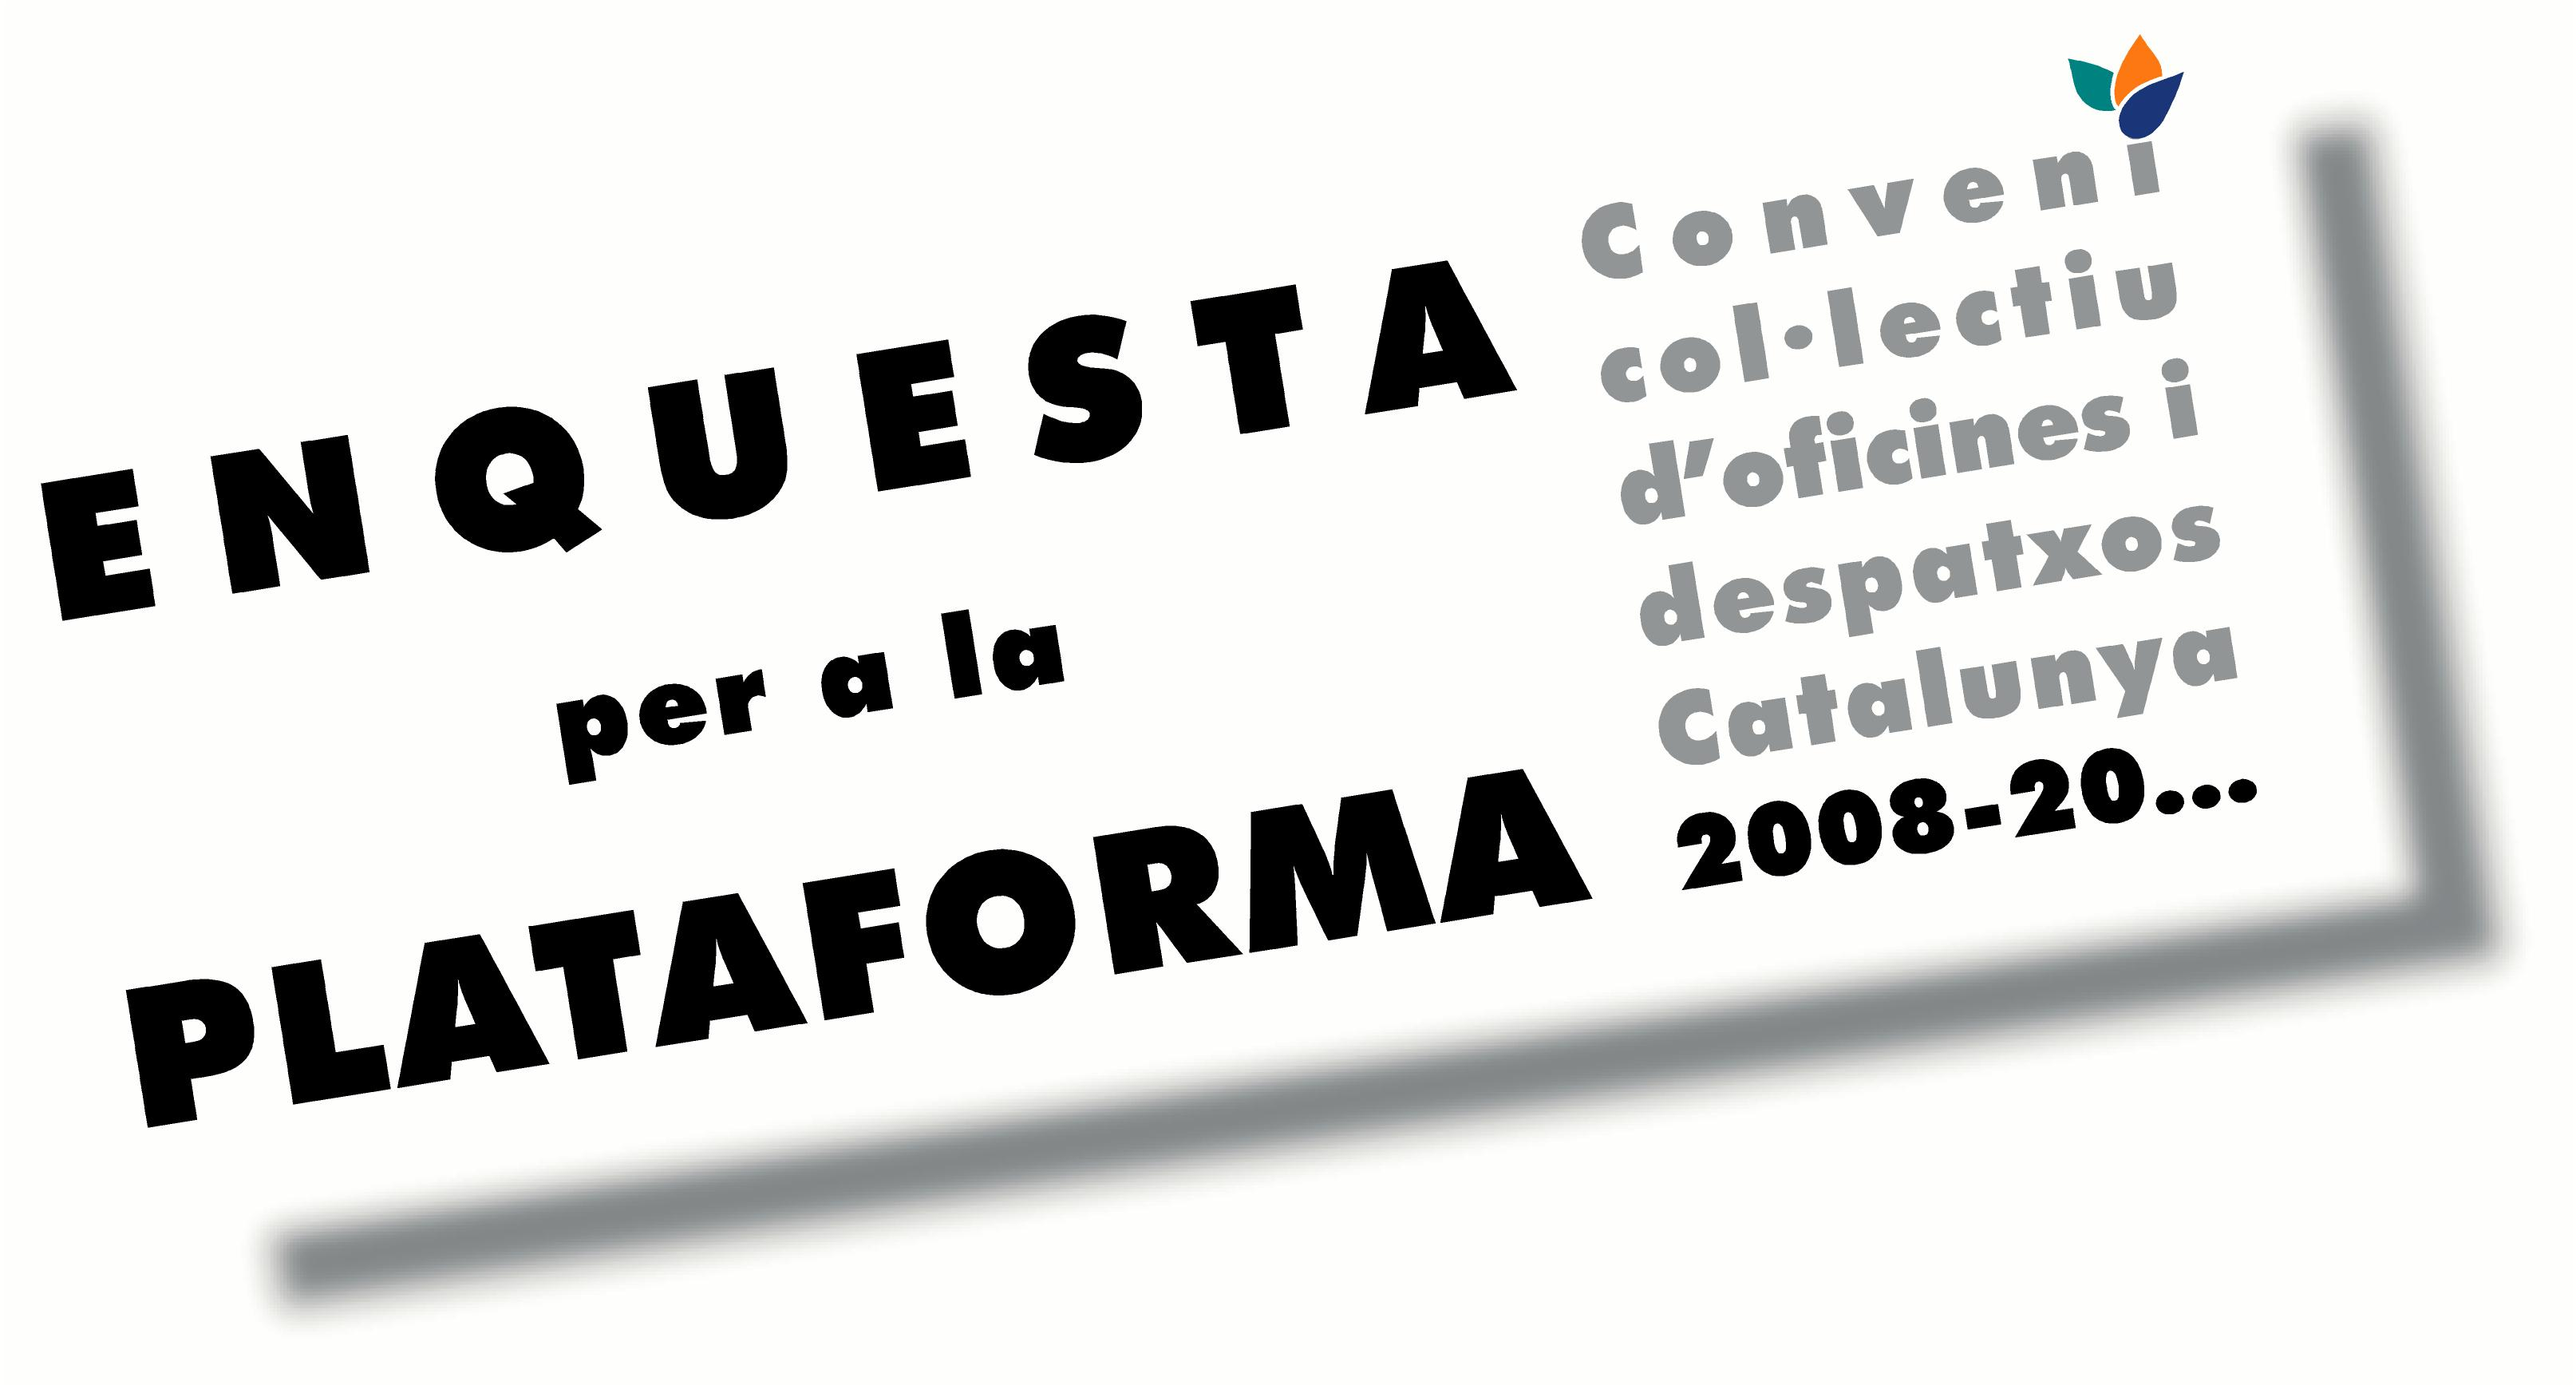 ENQUESTA
per a la
PLATAFORMA
Conveni
col·lectiu
d’oficines i
despatxos
Catalunya
2008-20...